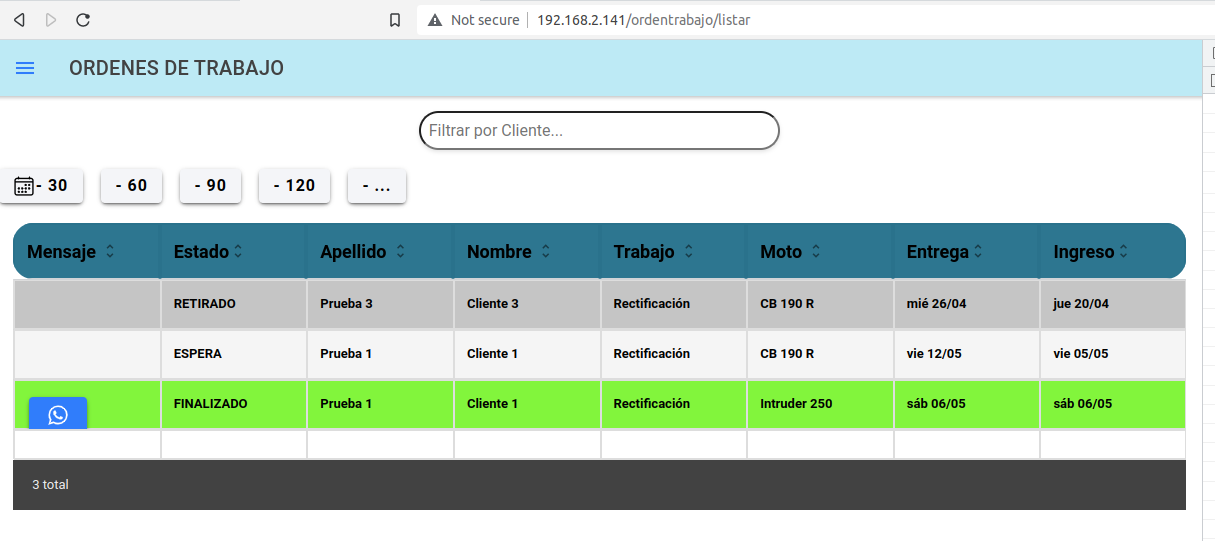 Not secure 192.168.2.141/ordentrabajo/listar
ORDENES DE TRABAJO
Filtrar por Cliente...
- 30 - 60 - 90 - 120 - ...
Mensaje Estado Apellido Nombre Trabajo Moto Entrega Ingreso
RETIRADO Prueba 3 Cliente 3 Rectificación CB 190 R mié 26/04 jue 20/04
ESPERA Prueba 1 Cliente 1 Rectificación CB 190 R vie 12/05 vie 05/05
FINALIZADO Prueba 1 Cliente 1 Rectificación Intruder 250 sáb 06/05 sáb 06/05
3 total